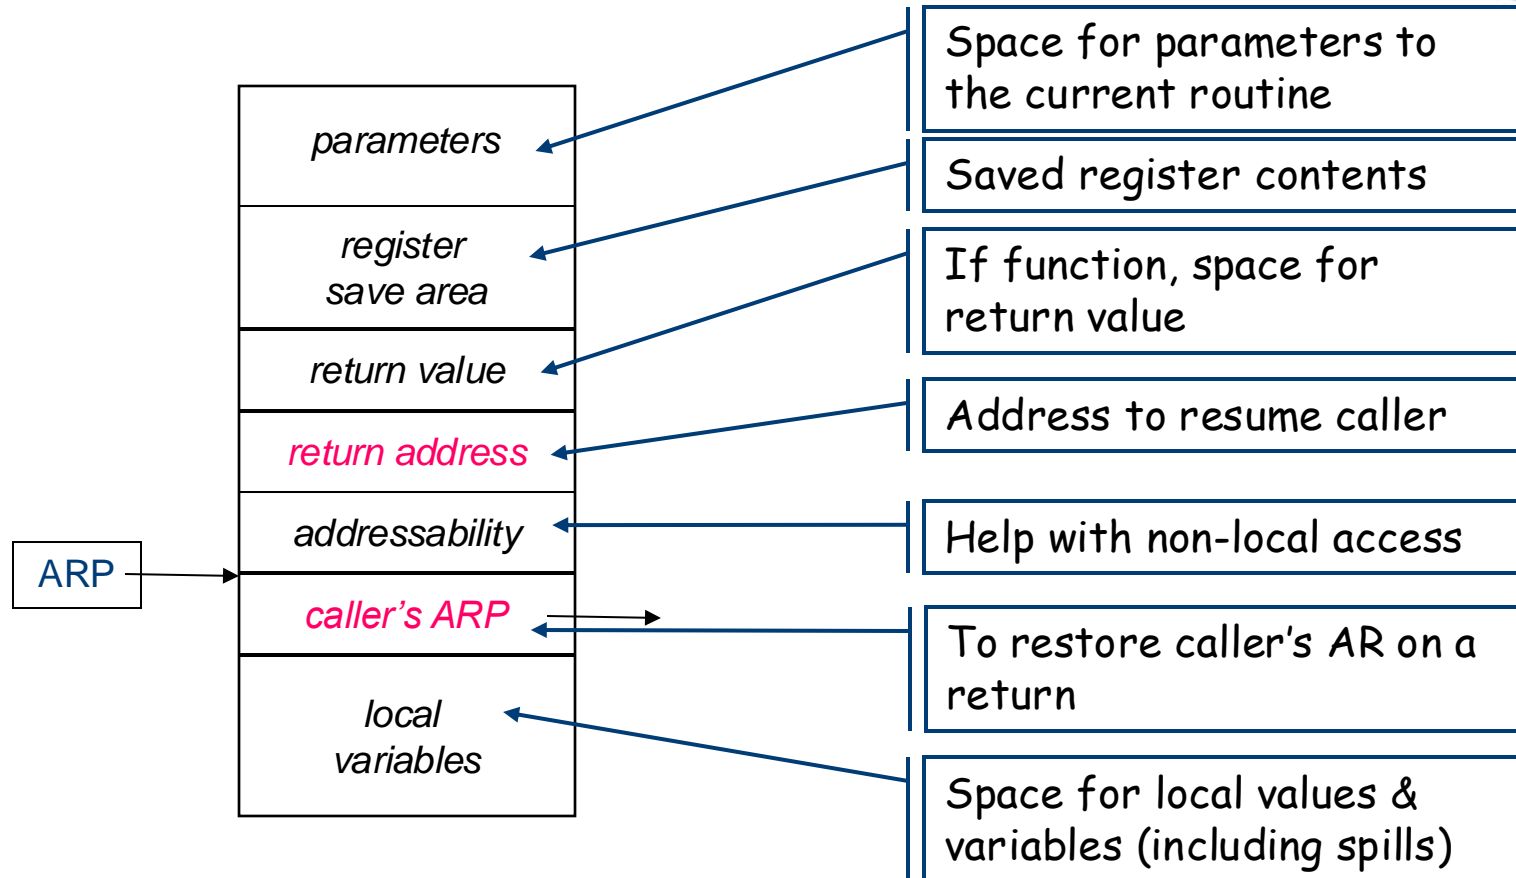 parameters
register
save area
return value
return address
addressability
ARP
caller’s ARP
local
variables
Space for parameters to
the current routine
Saved register contents
If function, space for
return value
Address to resume caller
Help with non-local access
To restore caller’s AR on a
return
Space for local values &
variables (including spills)